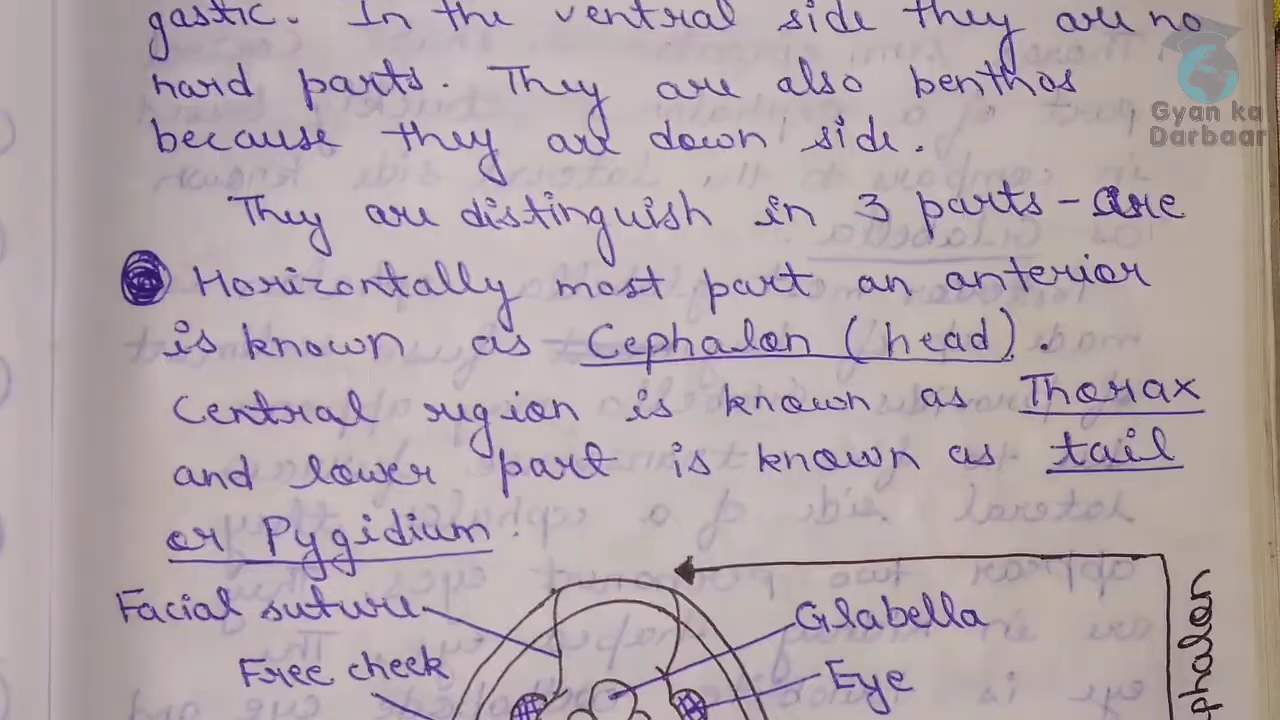 gastic. In the ventral side they are no
hard parts. They are also benthos
because they are down side.
They are distinguish in 3 parts - are
Horizontally most part an anterior
is known as Cephalon (head).
Central region is known as Thorax
and lower part is known as tail
or Pygidium.
Facial suture
Glabella
Free cheek
Eye
phalon
Gyan ka
Darbaar